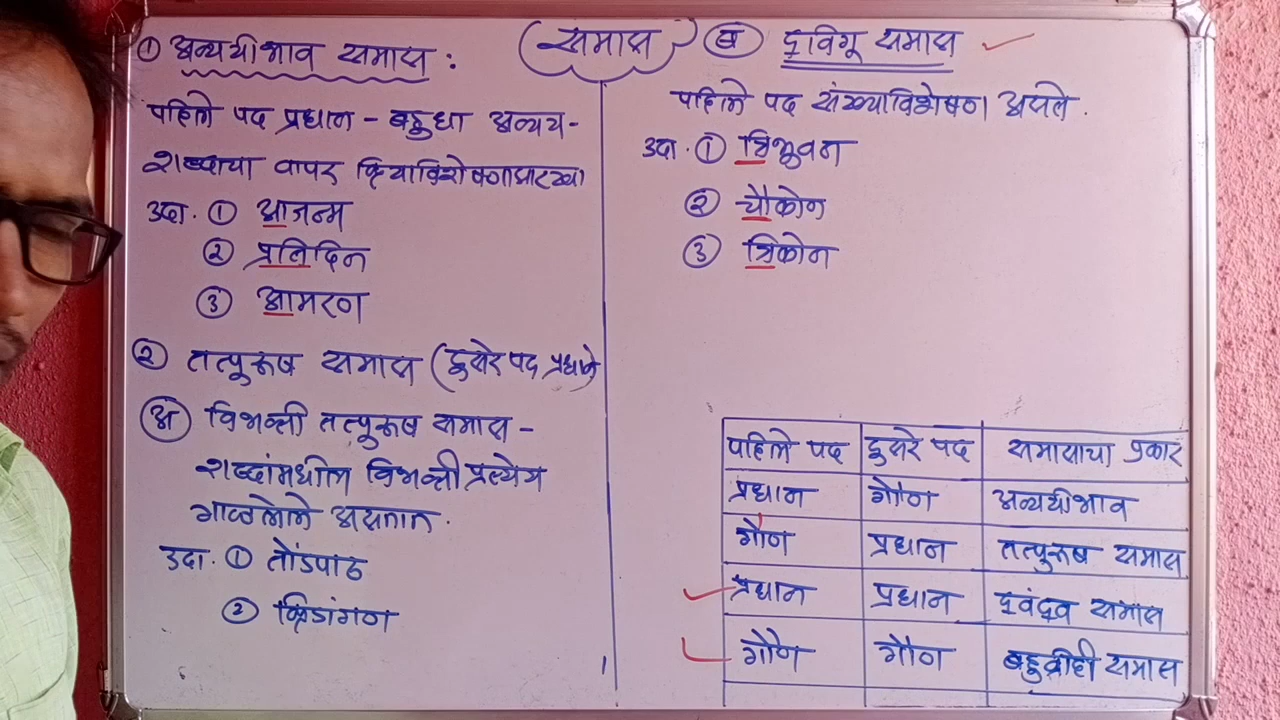 समास
① अव्ययीभाव समास :
पहिले पद प्रधान - बहुधा अव्यय -
शब्दाचा वापर क्रियाविशेषणासारखा
उदा. ① आजन्म
② प्रतिदिन
③ आमरण
② तत्पुरूष समास (दुसरे पद प्रधान)
अ विभक्ती तत्पुरूष समास -
शब्दांमधील विभक्ती प्रत्येय
गाळलेले असतात.
उदा. ① तोंडपाठ
② क्रिडांगण
ब द्विगू समास
पहिले पद संख्याविशेषण असते.
उदा. ① त्रिभुवन
② चौकोन
③ त्रिकोन
पहिले पद दुसरे पद समासाचा प्रकार
प्रधान गौण अव्ययीभाव
गौण प्रधान तत्पुरूष समास
प्रधान प्रधान द्वंद्व समास
गौण गौण बहुव्रीही समास